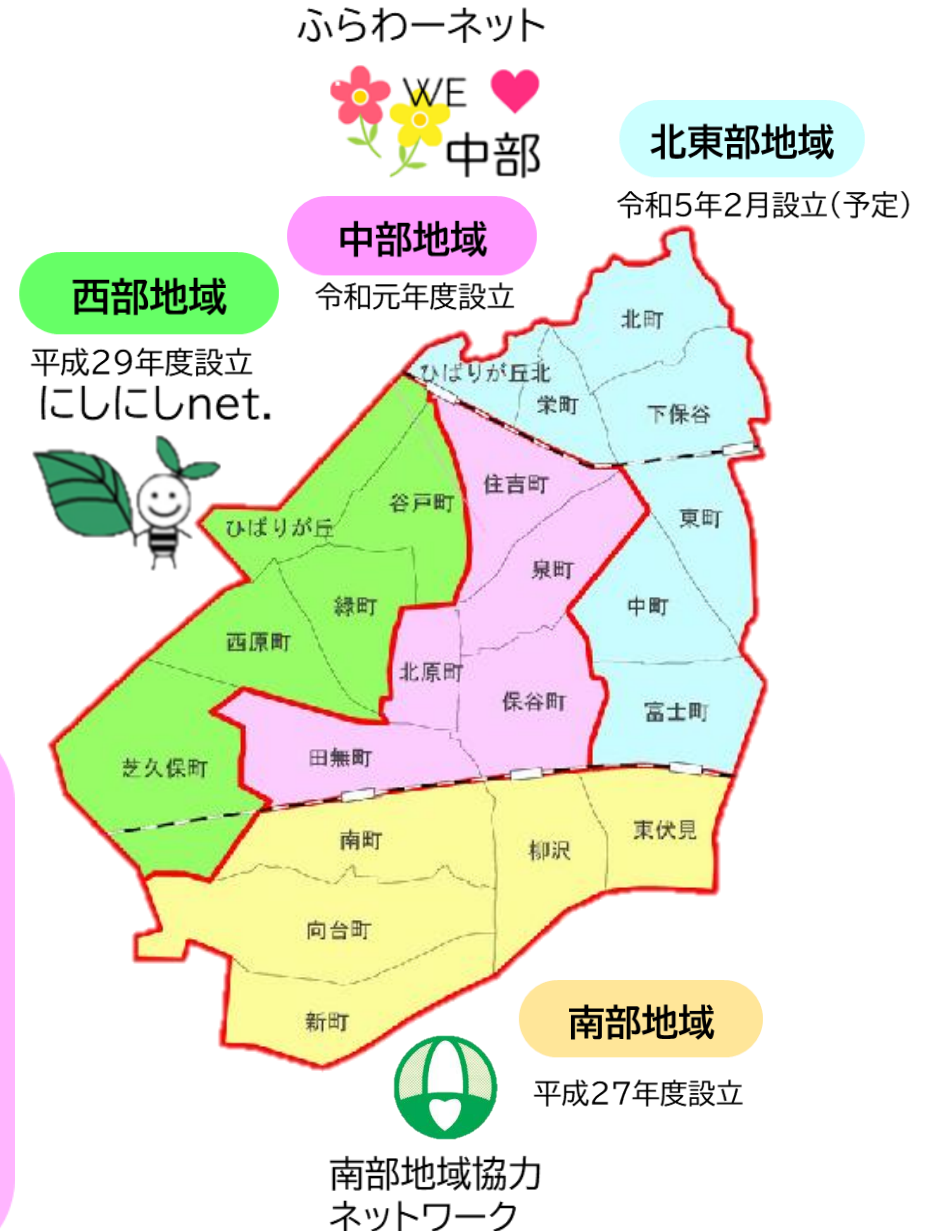 ふらわーネット
WE
中部
北東部地域
令和5年2月設立(予定)
中部地域
令和元年度設立
西部地域
平成29年度設立
にしにしnet.
北町
ひばりが丘北
栄町
下保谷
住吉町
谷戸町
東町
ひばりが丘
泉町
緑町
中町
西原町
北原町
保谷町
富士町
田無町
芝久保町
南町
柳沢
東伏見
向台町
新町
南部地域
平成27年度設立
南部地域協力
ネットワーク